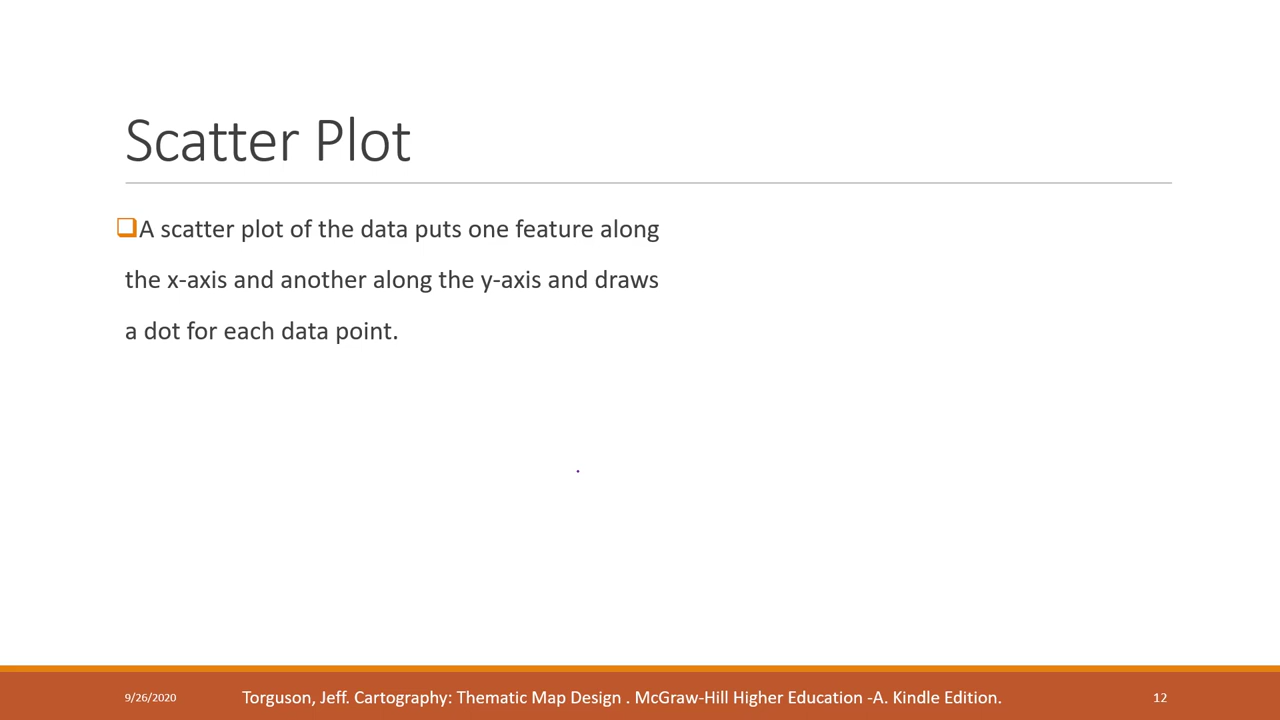 Scatter Plot
A scatter plot of the data puts one feature along
the x-axis and another along the y-axis and draws
a dot for each data point.
9/26/2020
Torguson, Jeff. Cartography: Thematic Map Design . McGraw-Hill Higher Education -A. Kindle Edition.
12